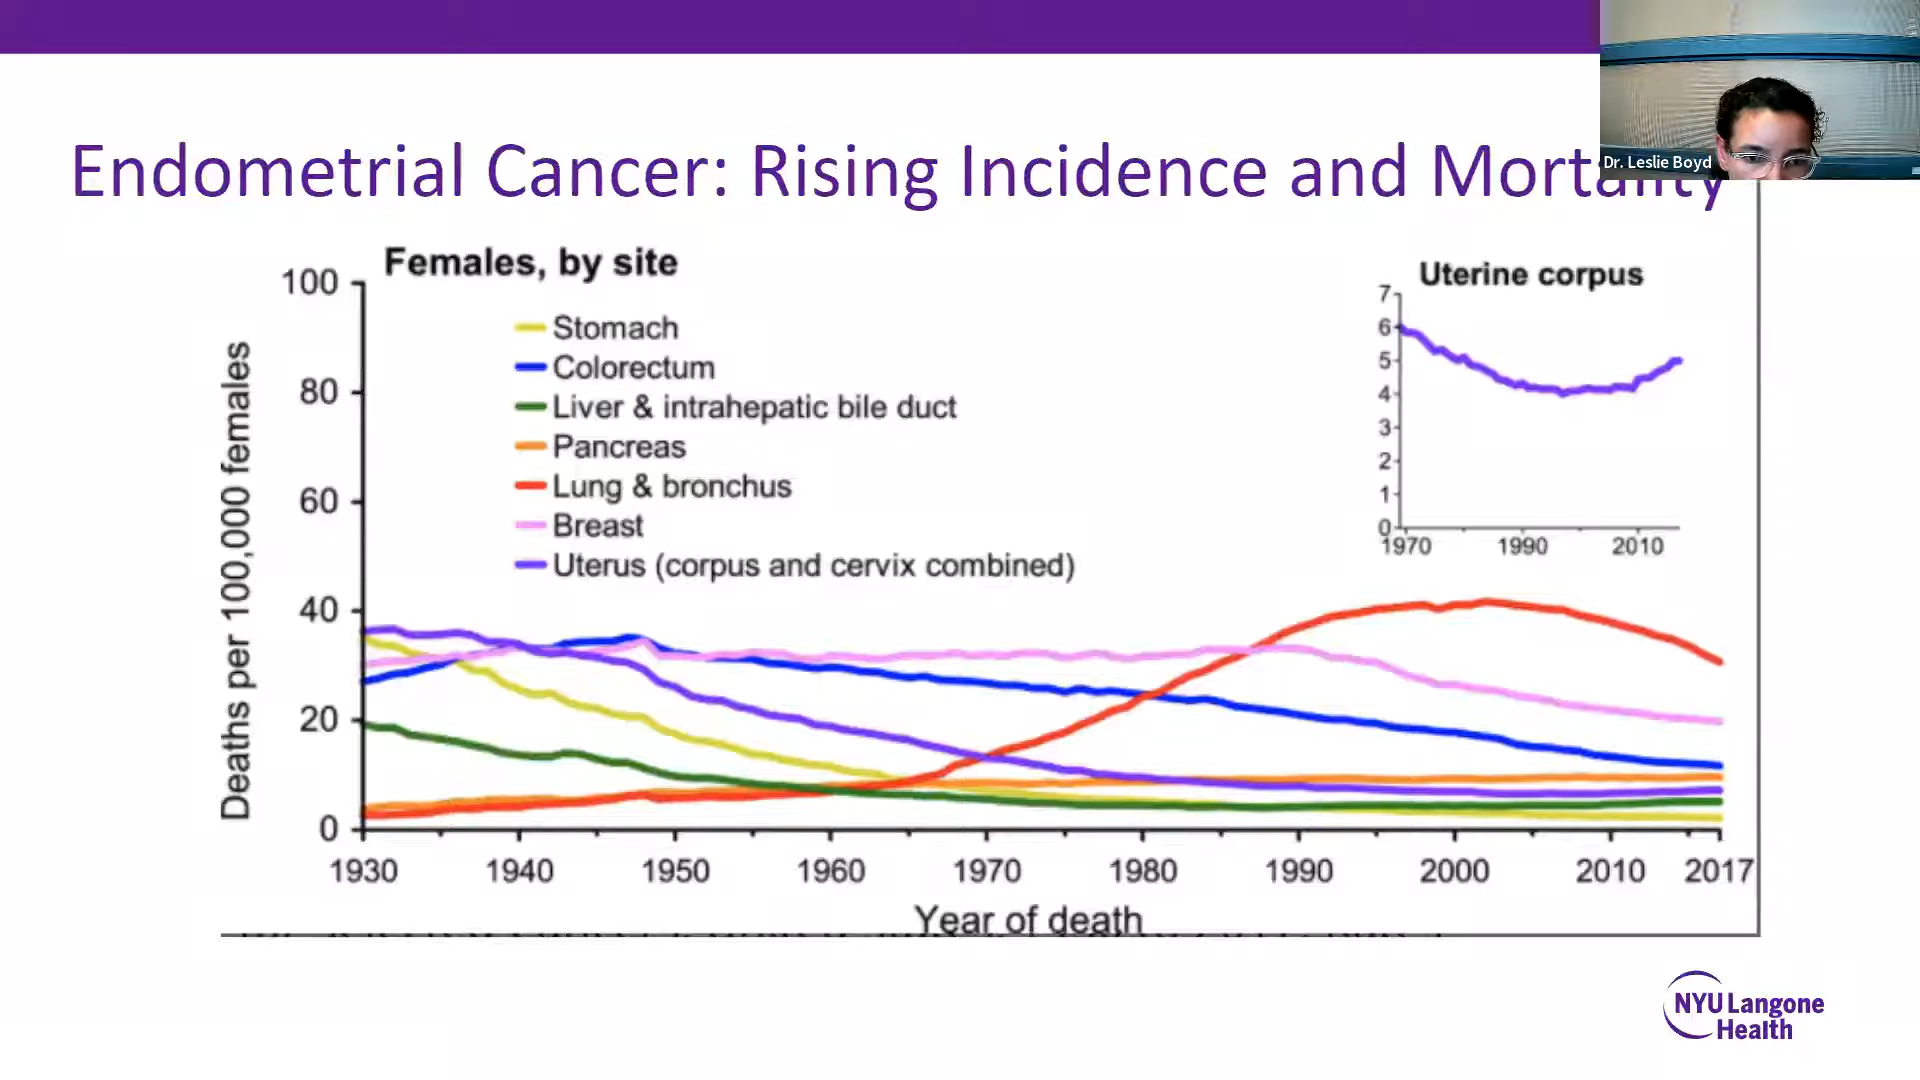 Endometrial Cancer: Rising Incidence and Mortality
Dr. Leslie Boyd
Females, by site
Deaths per 100,000 females
100
80
60
40
20
0
Stomach
Colorectum
Liver & intrahepatic bile duct
Pancreas
Lung & bronchus
Breast
Uterus (corpus and cervix combined)
Uterine corpus
7
6
5
4
3
2
1
0
1970 1990 2010
1930 1940 1950 1960 1970 1980 1990 2000 2010 2017
Year of death
NYU Langone
Health